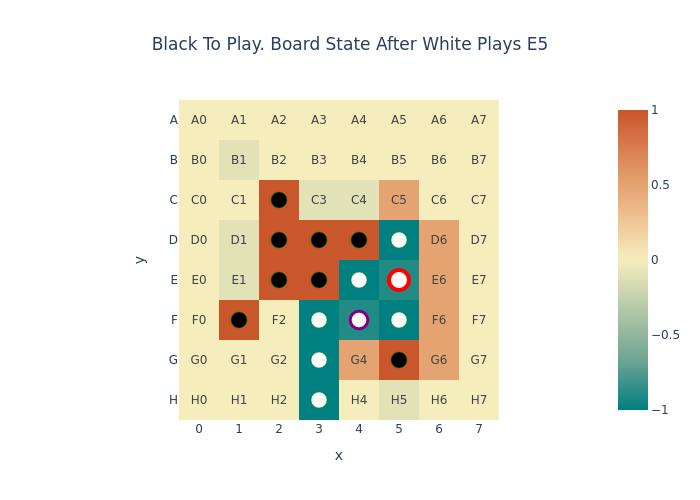 Black To Play. Board State After White Plays E5
A A0 A1 A2 A3 A4 A5 A6 A7
B B0 B1 B2 B3 B4 B5 B6 B7
C C0 C1 C3 C4 C5 C6 C7
D D0 D1 D6 D7
E E0 E1 E6 E7
F F0 F2 F6 F7
G G0 G1 G2 G4 G6 G7
H H0 H1 H2 H4 H5 H6 H7
0 1 2 3 4 5 6 7
x
y
1
0.5
0
−0.5
−1